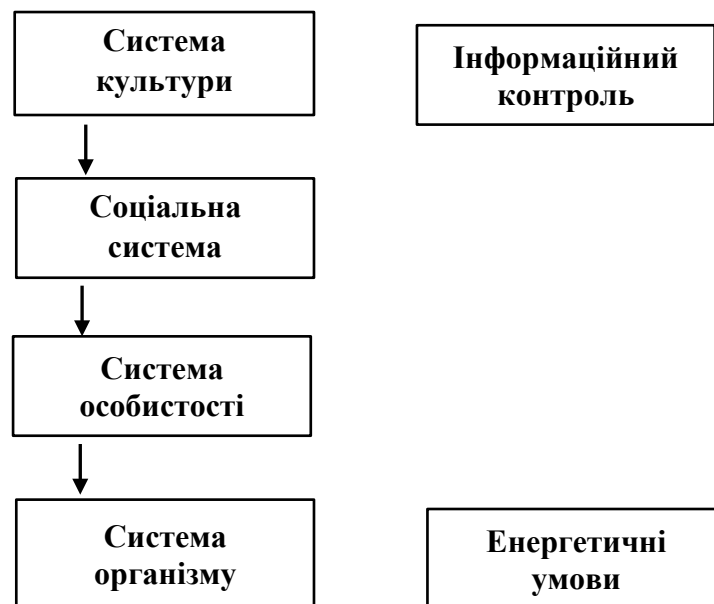 Система
культури
Інформаційний
контроль
Соціальна
система
Система
особистості
Система
організму
Енергетичні
умови